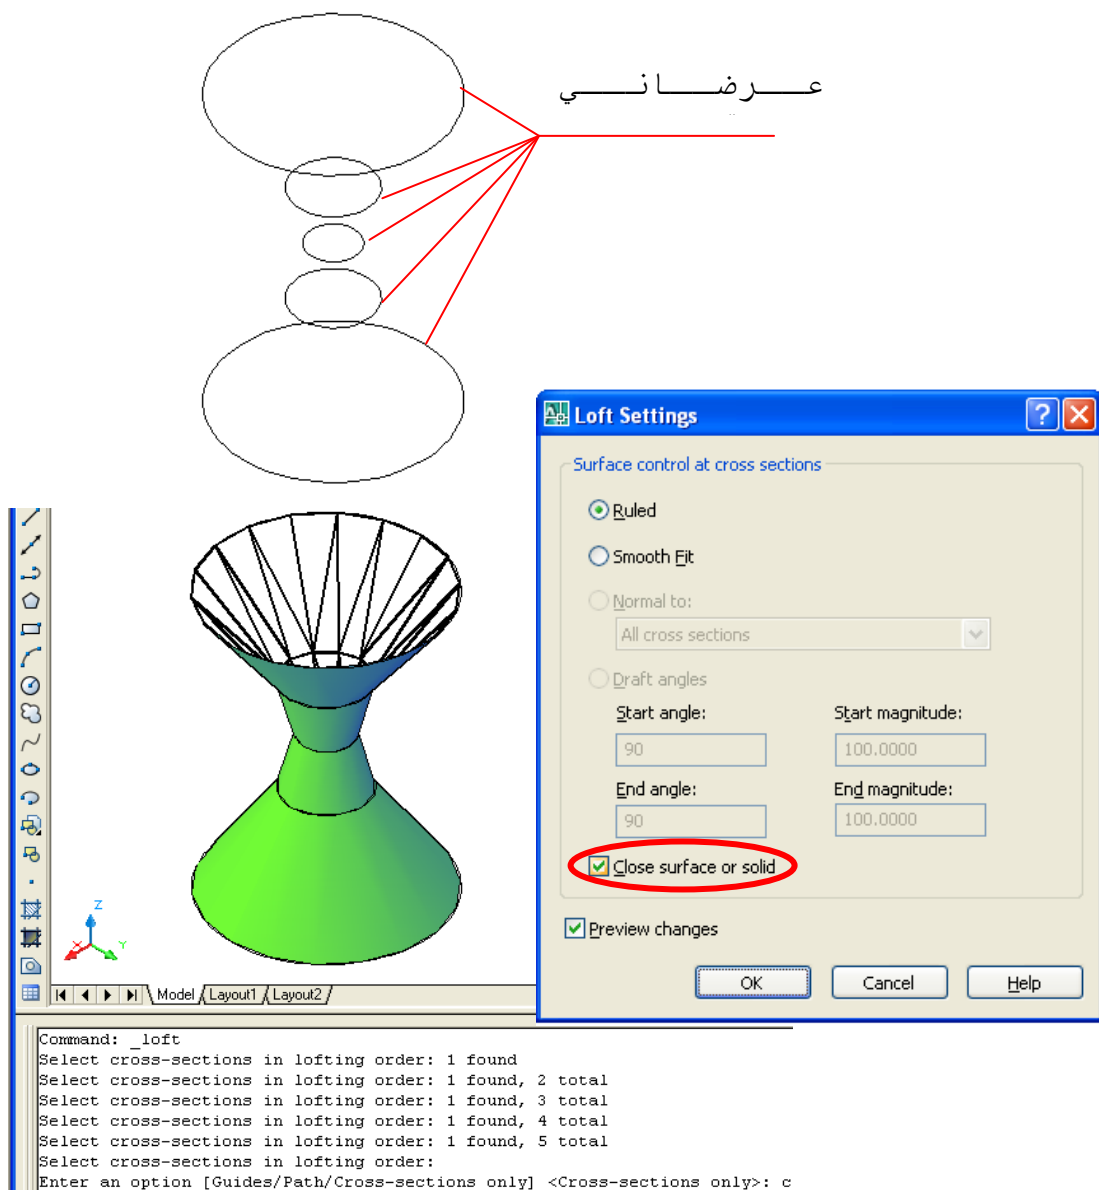 عرضاني
Loft Settings
Surface control at cross sections
Ruled
Smooth Fit
Normal to:
All cross sections
Draft angles
Start angle: Start magnitude:
90 100.0000
End angle: End magnitude:
90 100.0000
Close surface or solid
Preview changes
OK Cancel Help
Z
X Y
Model Layout1 Layout2
Command: _loft
Select cross-sections in lofting order: 1 found
Select cross-sections in lofting order: 1 found, 2 total
Select cross-sections in lofting order: 1 found, 3 total
Select cross-sections in lofting order: 1 found, 4 total
Select cross-sections in lofting order: 1 found, 5 total
Select cross-sections in lofting order:
Enter an option [Guides/Path/Cross-sections only] <Cross-sections only>: c